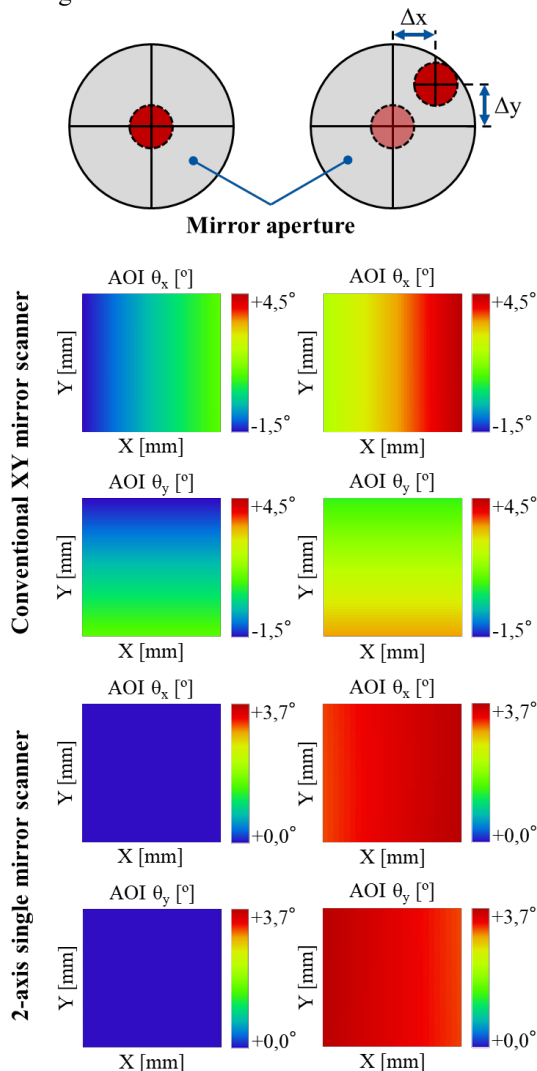 Δx
Δy
Mirror aperture
Conventional XY mirror scanner
AOI θx [º]
+4,5°
-1,5°
Y [mm]
X [mm]
AOI θx [º]
+4,5°
-1,5°
Y [mm]
X [mm]
AOI θy [º]
+4,5°
-1,5°
Y [mm]
X [mm]
AOI θy [º]
+4,5°
-1,5°
Y [mm]
X [mm]
2-axis single mirror scanner
AOI θx [º]
+3,7°
+0,0°
Y [mm]
X [mm]
AOI θx [º]
+3,7°
+0,0°
Y [mm]
X [mm]
AOI θy [º]
+3,7°
+0,0°
Y [mm]
X [mm]
AOI θy [º]
+3,7°
+0,0°
Y [mm]
X [mm]